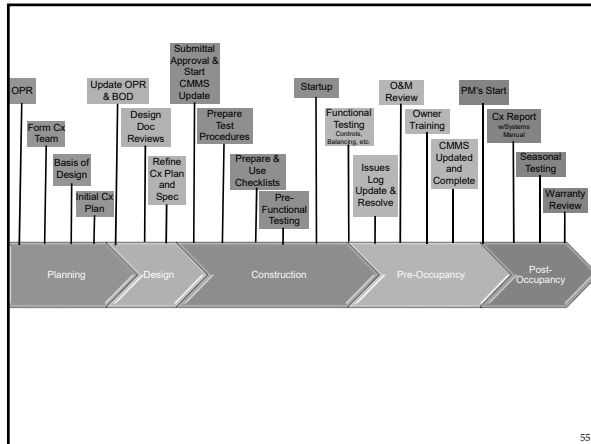 OPR
Form Cx
Team
Basis of
Design
Initial Cx
Plan
Update OPR
& BOD
Design
Doc
Reviews
Refine
Cx Plan
and
Spec
Submittal
Approval &
Start
CMMS
Update
Prepare
Test
Procedures
Prepare &
Use
Checklists
Pre-
Functional
Testing
Startup
Functional
Testing
Controls,
Balancing, etc.
Issues
Log
Update &
Resolve
O&M
Review
Owner
Training
CMMS
Updated
and
Complete
PM's Start
Cx Report
w/Systems
Manual
Seasonal
Testing
Warranty
Review
Planning
Design
Construction
Pre-Occupancy
Post-
Occupancy
55